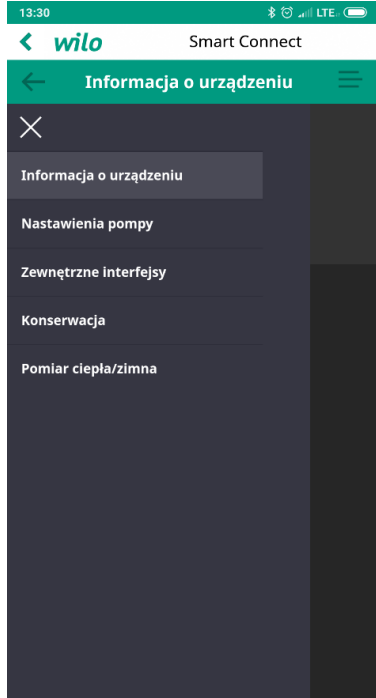 13:30
LTE
wilo Smart Connect
Informacja o urządzeniu
Informacja o urządzeniu
Nastawienia pompy
Zewnętrzne interfejsy
Konserwacja
Pomiar ciepła/zimna